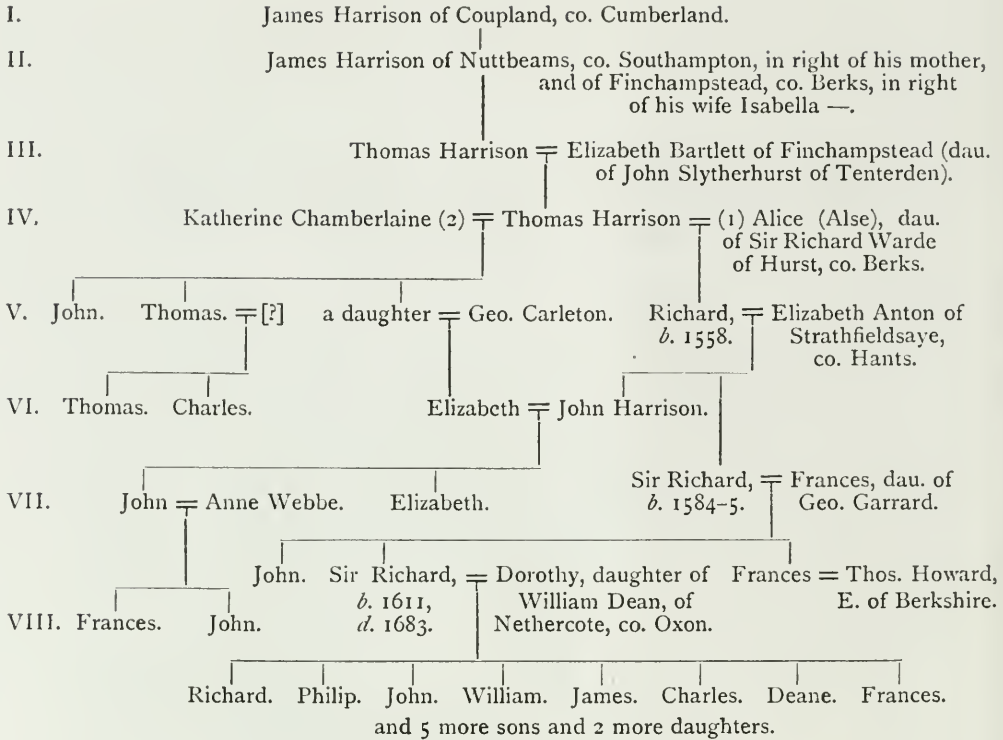 I. James Harrison of Coupland, co. Cumberland.
II. James Harrison of Nuttbeams, co. Southampton, in right of his mother,
and of Finchampstead, co. Berks, in right
of his wife Isabella —.
III. Thomas Harrison = Elizabeth Bartlett of Finchampstead (dau.
of John Slytherhurst of Tenterden).
IV. Katherine Chamberlaine (2) = Thomas Harrison = (1) Alice (Alse), dau.
of Sir Richard Warde
of Hurst, co. Berks.
V. John. Thomas. = [?] a daughter = Geo. Carleton. Richard, = Elizabeth Anton of
b. 1558. Strathfieldsaye,
co. Hants.
VI. Thomas. Charles. Elizabeth = John Harrison.
Sir Richard, = Frances, dau. of
VII. John = Anne Webbe. Elizabeth. b. 1584-5. Geo. Garrard.
John. Sir Richard, = Dorothy, daughter of Frances = Thos. Howard,
b. 1611, William Dean, of E. of Berkshire.
VIII. Frances. John. d. 1683. Nethercote, co. Oxon.
Richard. Philip. John. William. James. Charles. Deane. Frances.
and 5 more sons and 2 more daughters.